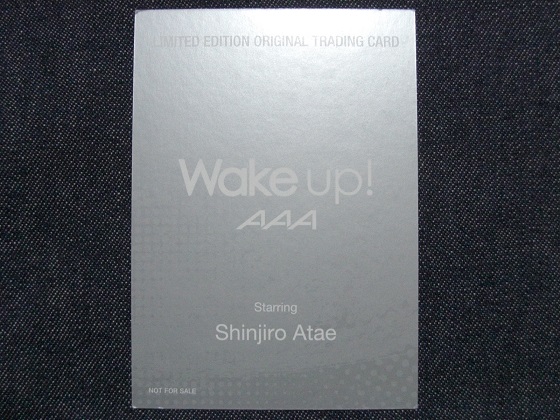 LIMITED EDITION ORIGINAL TRADING CARD
Wake up!
AAA
Starring
Shinjiro Atae
NOT FOR SALE